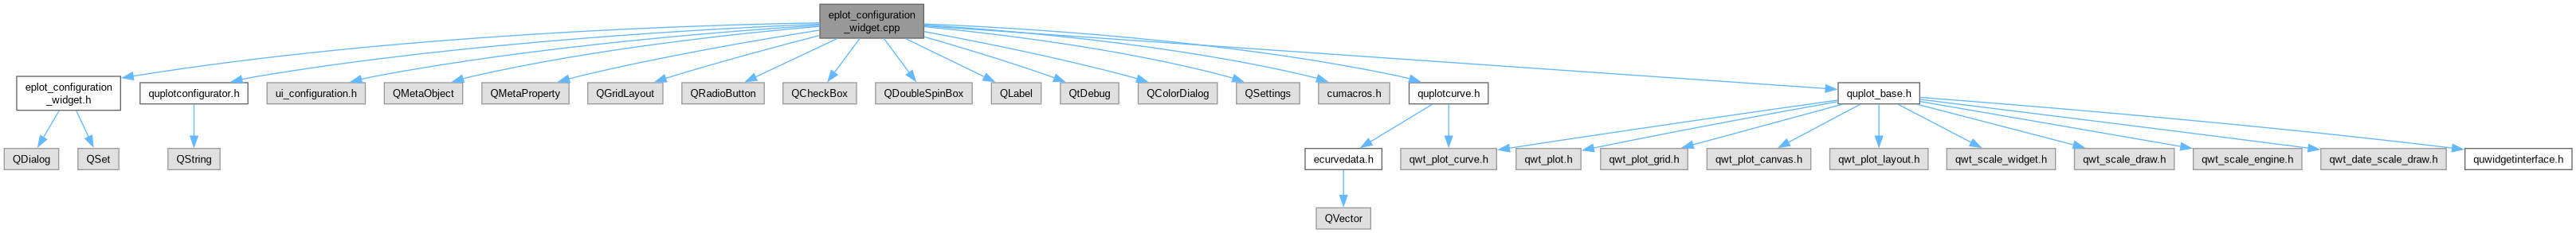 eplot_configuration
_widget.cpp
eplot_configuration
_widget.h
quplotconfigurator.h
ui_configuration.h
QMetaObject
QMetaProperty
QGridLayout
QRadioButton
QCheckBox
QDoubleSpinBox
QLabel
QtDebug
QColorDialog
QSettings
cumacros.h
quplotcurve.h
quplot_base.h
QDialog
QSet
QString
ecurvedata.h
qwt_plot_curve.h
qwt_plot.h
qwt_plot_grid.h
qwt_plot_canvas.h
qwt_plot_layout.h
qwt_scale_widget.h
qwt_scale_draw.h
qwt_scale_engine.h
qwt_date_scale_draw.h
quwidgetinterface.h
QVector